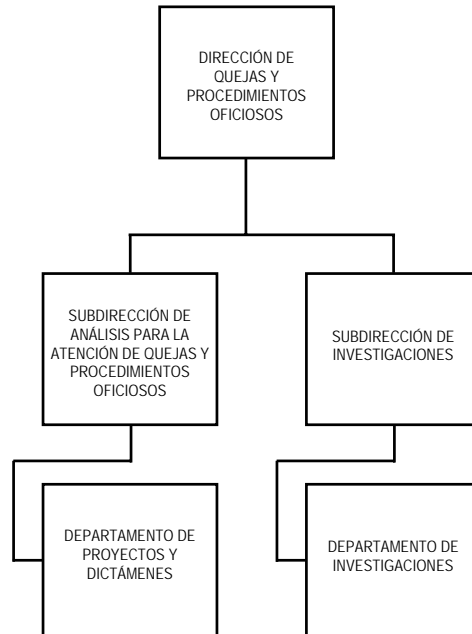 DIRECCIÓN DE
QUEJAS Y
PROCEDIMIENTOS
OFICIOSOS
SUBDIRECCIÓN DE
ANÁLISIS PARA LA
ATENCIÓN DE QUEJAS Y
PROCEDIMIENTOS
OFICIOSOS
SUBDIRECCIÓN DE
INVESTIGACIONES
DEPARTAMENTO DE
PROYECTOS Y
DICTÁMENES
DEPARTAMENTO DE
INVESTIGACIONES